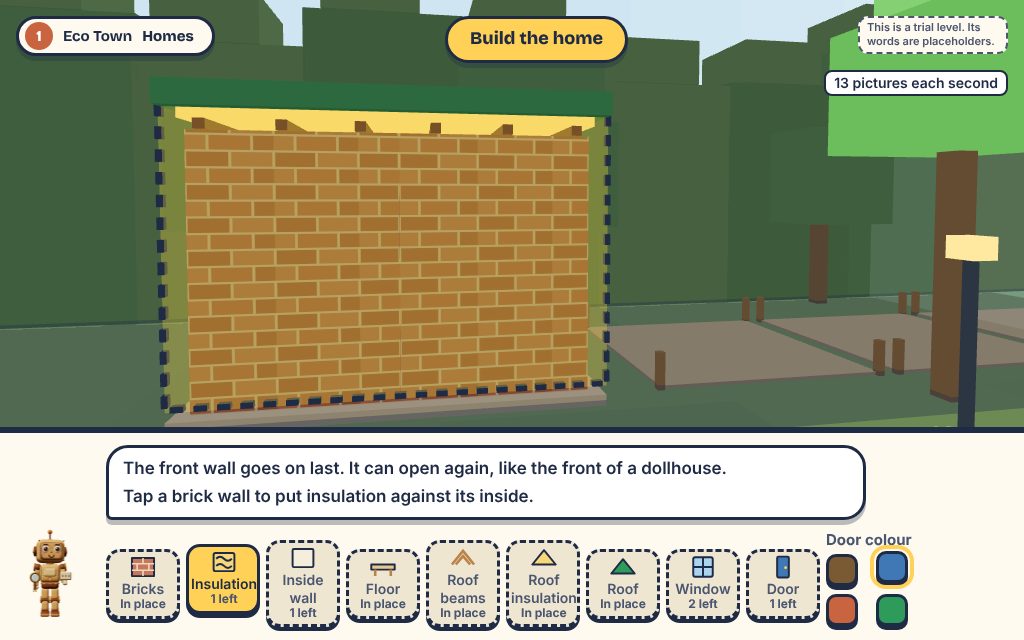 1 Eco Town Homes
Build the home
This is a trial level. Its
words are placeholders.
13 pictures each second
The front wall goes on last. It can open again, like the front of a dollhouse.
Tap a brick wall to put insulation against its inside.
Door colour
Bricks
In place
Insulation
1 left
Inside
wall
1 left
Floor
In place
Roof
beams
In place
Roof
insulation
In place
Roof
In place
Window
2 left
Door
1 left